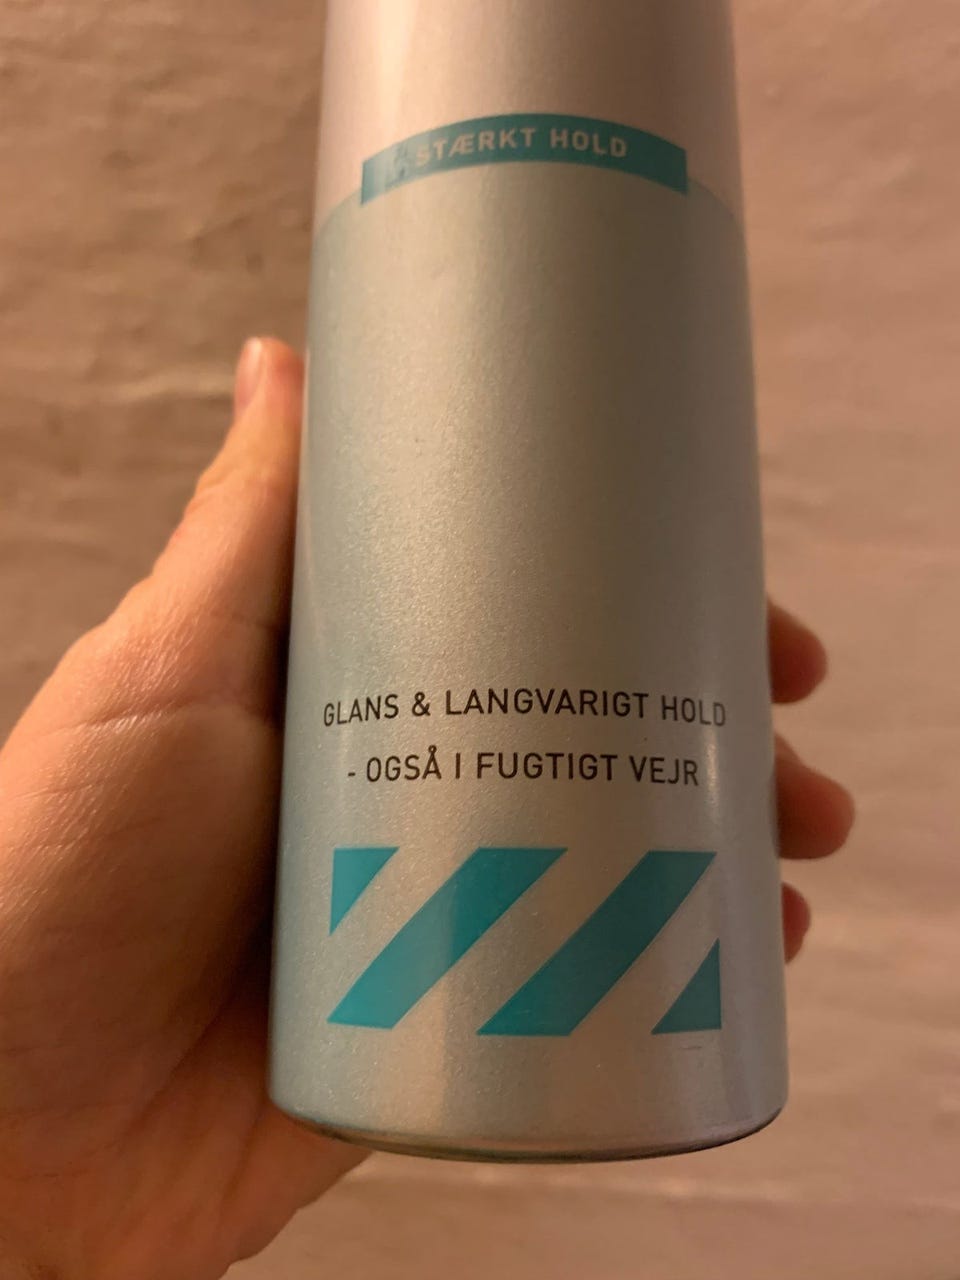 STÆRKT HOLD
GLANS & LANGVARIGT HOLD
- OGSÅ I FUGTIGT VEJR